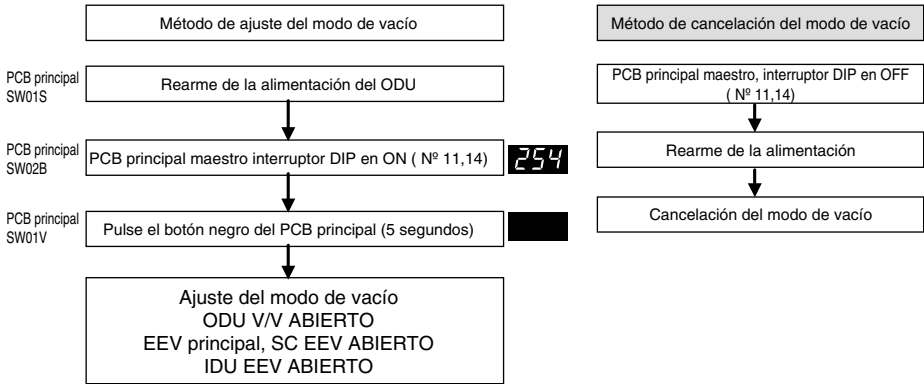 Método de ajuste del modo de vacío
PCB principal
SW01S
Rearme de la alimentación del ODU
PCB principal
SW02B
PCB principal maestro interruptor DIP en ON ( Nº 11,14)
254
PCB principal
SW01V
Pulse el botón negro del PCB principal (5 segundos)
Ajuste del modo de vacío
ODU V/V ABIERTO
EEV principal, SC EEV ABIERTO
IDU EEV ABIERTO
Método de cancelación del modo de vacío
PCB principal maestro, interruptor DIP en OFF
( Nº 11,14)
Rearme de la alimentación
Cancelación del modo de vacío